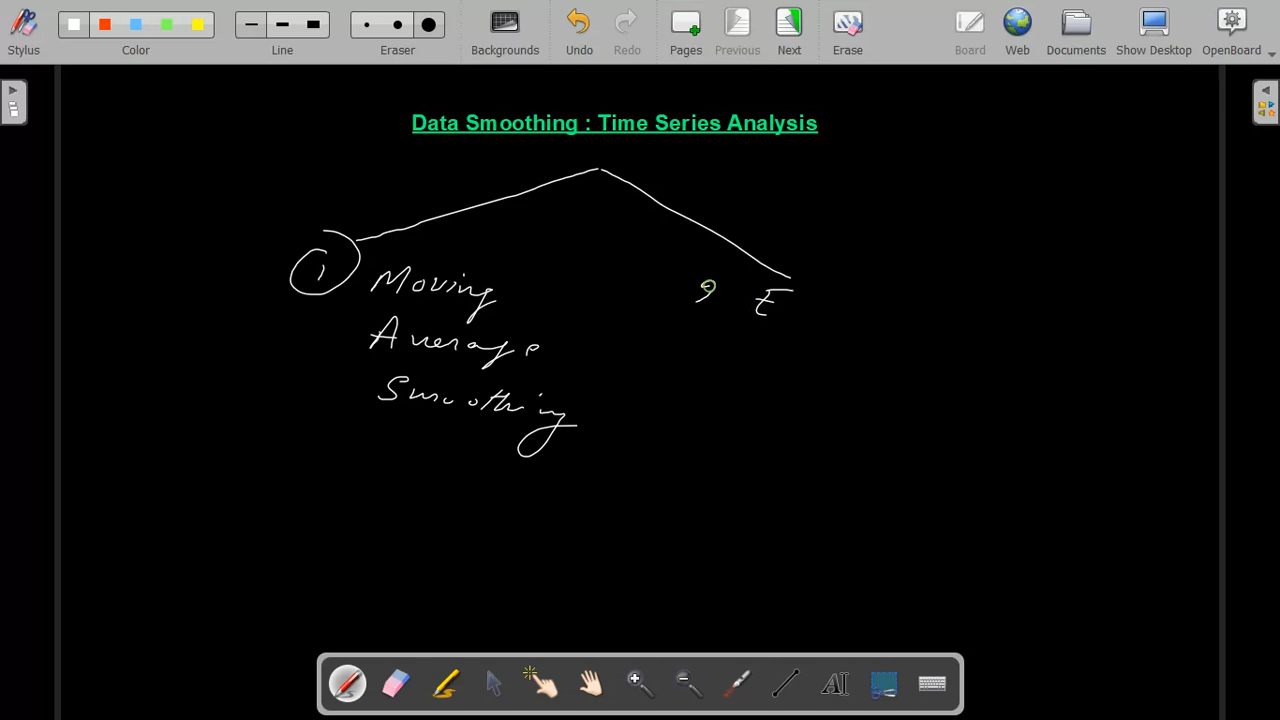 Stylus Color Line Eraser Backgrounds Undo Redo Pages Previous Next Erase Board Web Documents Show Desktop OpenBoard
Data Smoothing : Time Series Analysis
1 Moving E
Average
Smoothing
AI